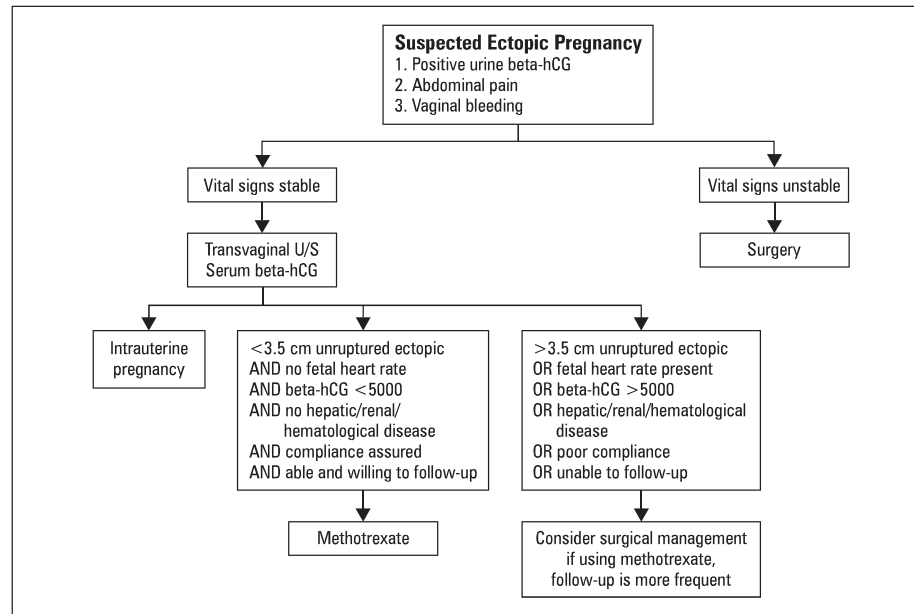 Suspected Ectopic Pregnancy
1. Positive urine beta-hCG
2. Abdominal pain
3. Vaginal bleeding
Vital signs stable
Vital signs unstable
Transvaginal U/S
Serum beta-hCG
Surgery
Intrauterine
pregnancy
<3.5 cm unruptured ectopic
AND no fetal heart rate
AND beta-hCG <5000
AND no hepatic/renal/
hematological disease
AND compliance assured
AND able and willing to follow-up
>3.5 cm unruptured ectopic
OR fetal heart rate present
OR beta-hCG >5000
OR hepatic/renal/hematological
disease
OR poor compliance
OR unable to follow-up
Methotrexate
Consider surgical management
if using methotrexate,
follow-up is more frequent